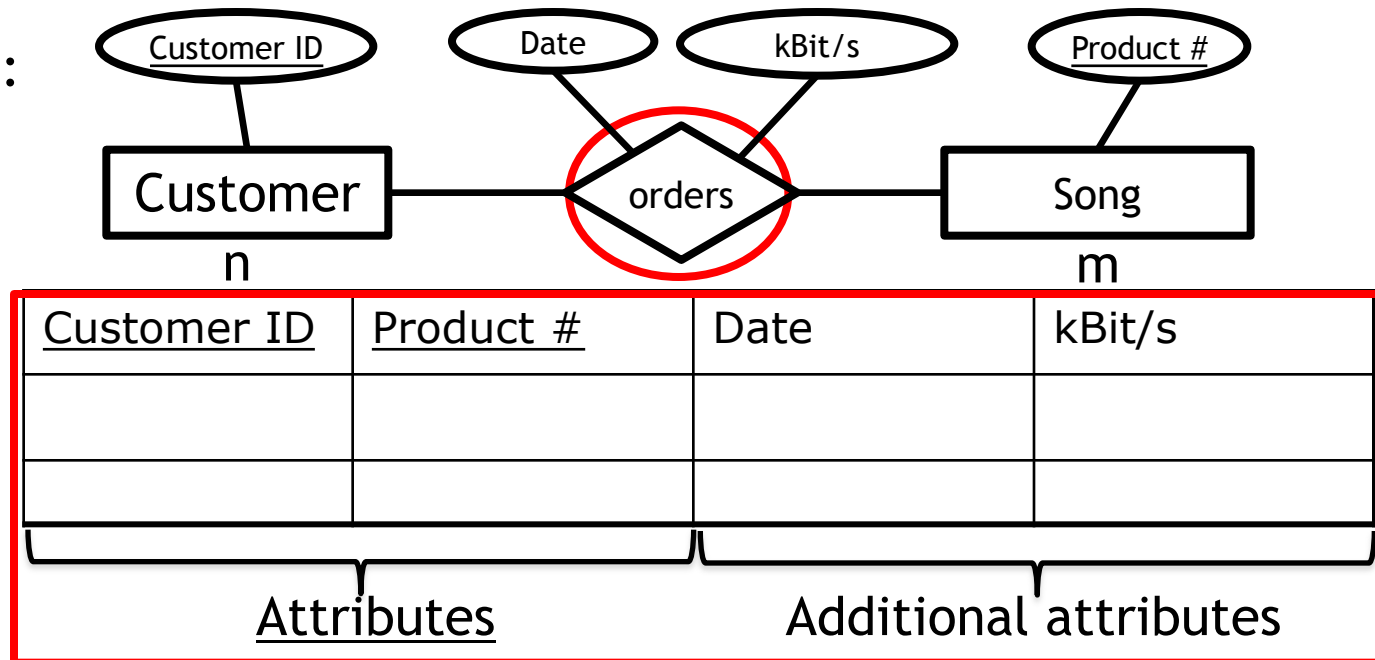 :
Customer ID
Date
kBit/s
Product #
Customer
orders
Song
n
m
Customer ID Product # Date kBit/s
Attributes
Additional attributes